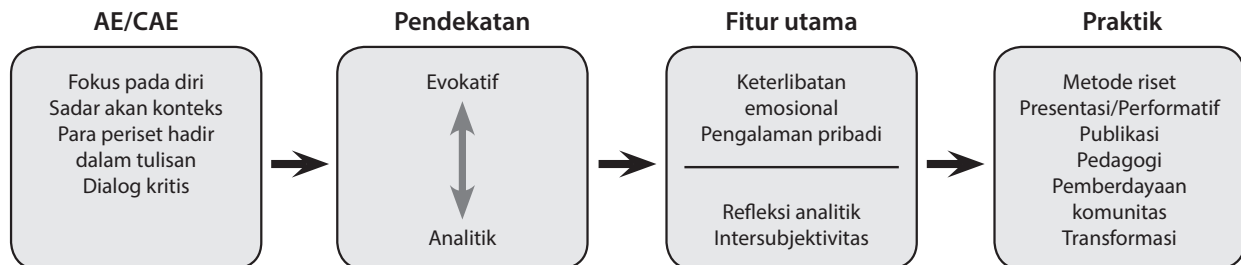 AE/CAE
Fokus pada diri
Sadar akan konteks
Para periset hadir
dalam tulisan
Dialog kritis
Pendekatan
Evokatif
Analitik
Fitur utama
Keterlibatan
emosional
Pengalaman pribadi
Refleksi analitik
Intersubjektivitas
Praktik
Metode riset
Presentasi/Performatif
Publikasi
Pedagogi
Pemberdayaan
komunitas
Transformasi